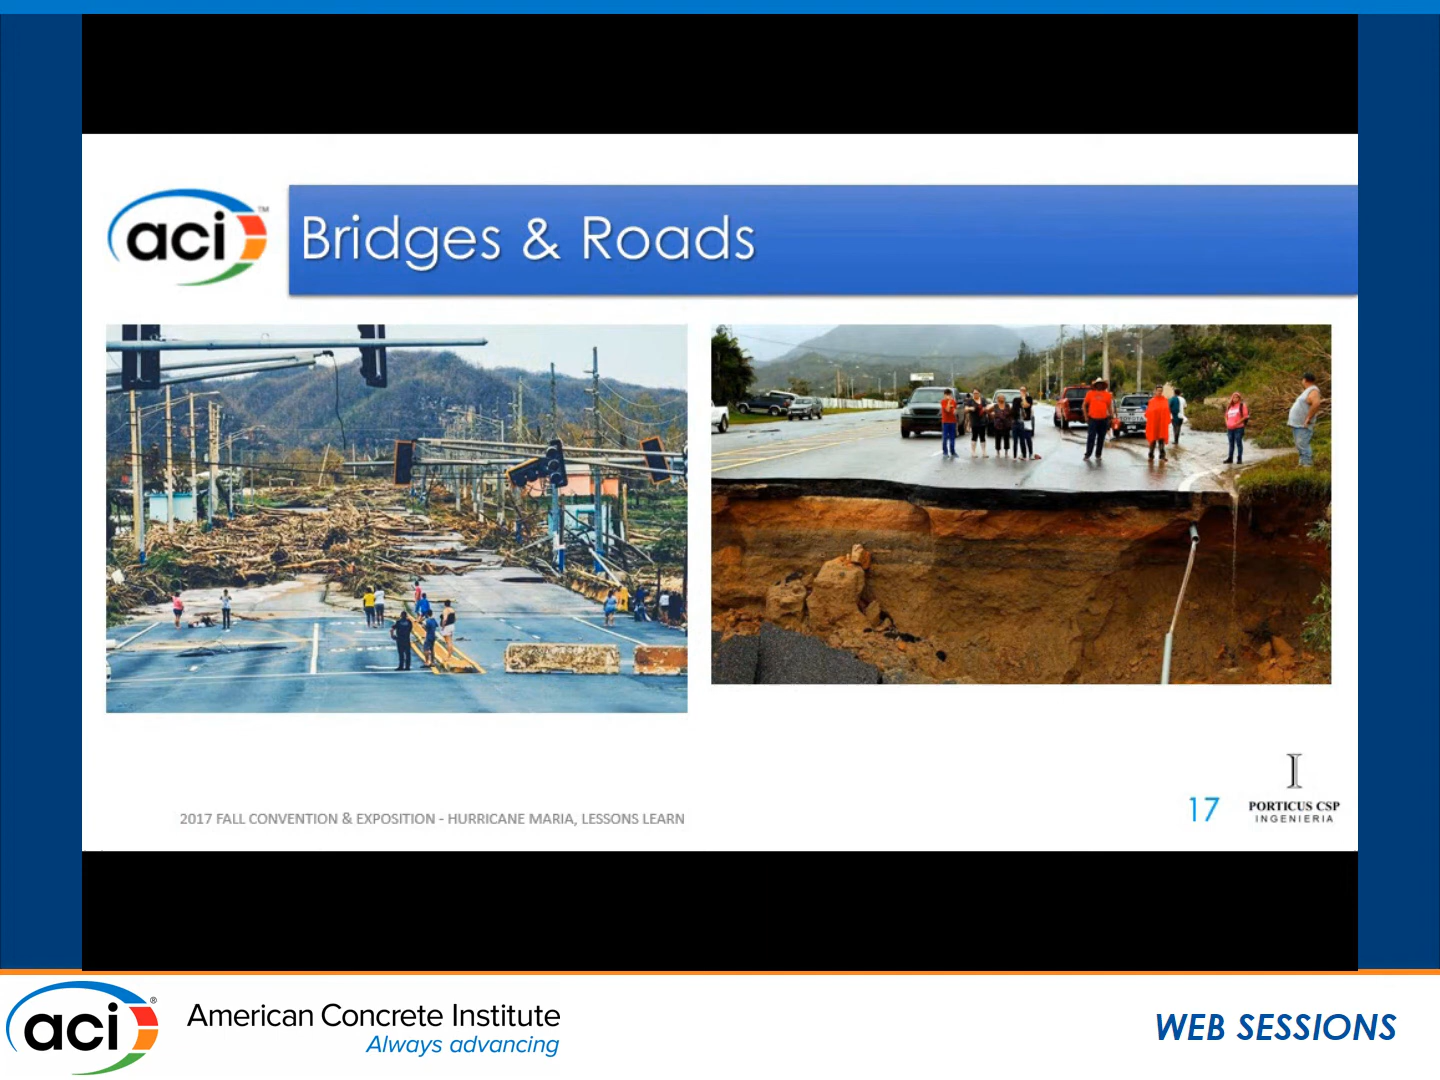 aci™
Bridges & Roads
2017 FALL CONVENTION & EXPOSITION - HURRICANE MARIA, LESSONS LEARN
17
PORTICUS CSP
INGENIERIA
aci®
American Concrete Institute
Always advancing
WEB SESSIONS